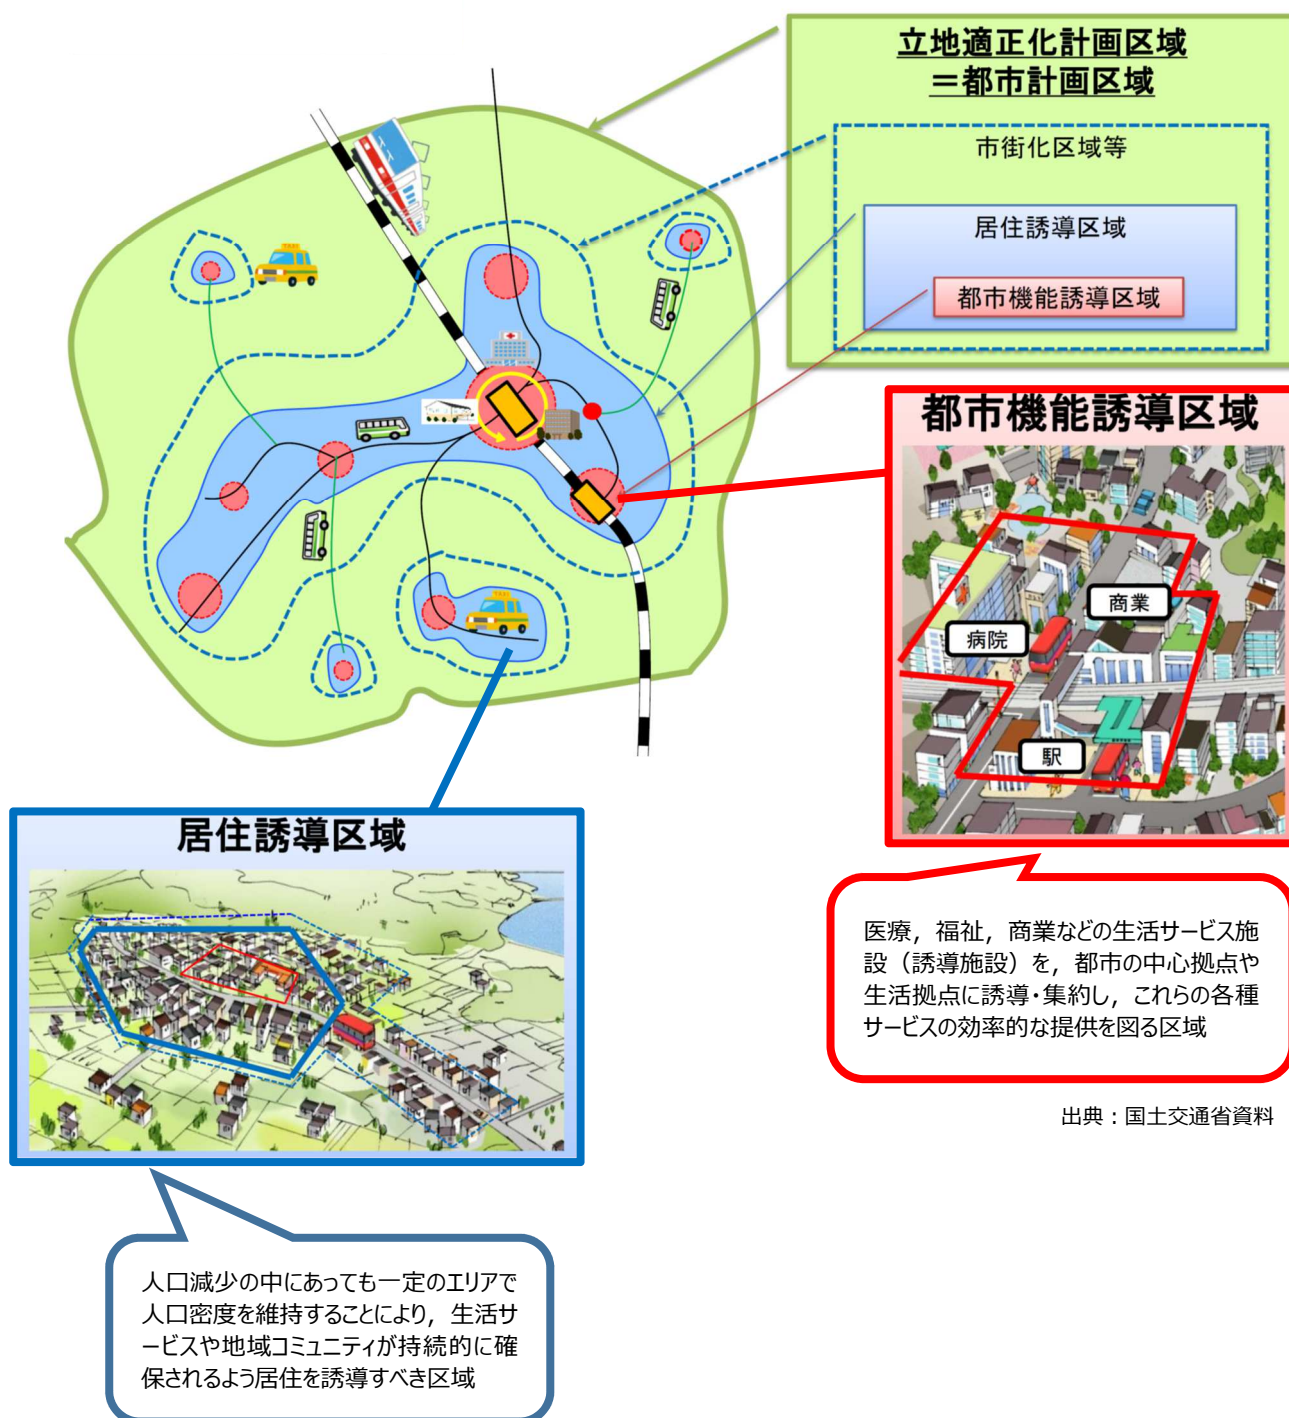 立地適正化計画区域
＝都市計画区域
市街化区域等
居住誘導区域
都市機能誘導区域
都市機能誘導区域
商業
病院
駅
医療，福祉，商業などの生活サービス施
設（誘導施設）を，都市の中心拠点や
生活拠点に誘導・集約し，これらの各種
サービスの効率的な提供を図る区域
出典：国土交通省資料
居住誘導区域
人口減少の中にあっても一定のエリアで
人口密度を維持することにより，生活サ
ービスや地域コミュニティが持続的に確
保されるよう居住を誘導すべき区域